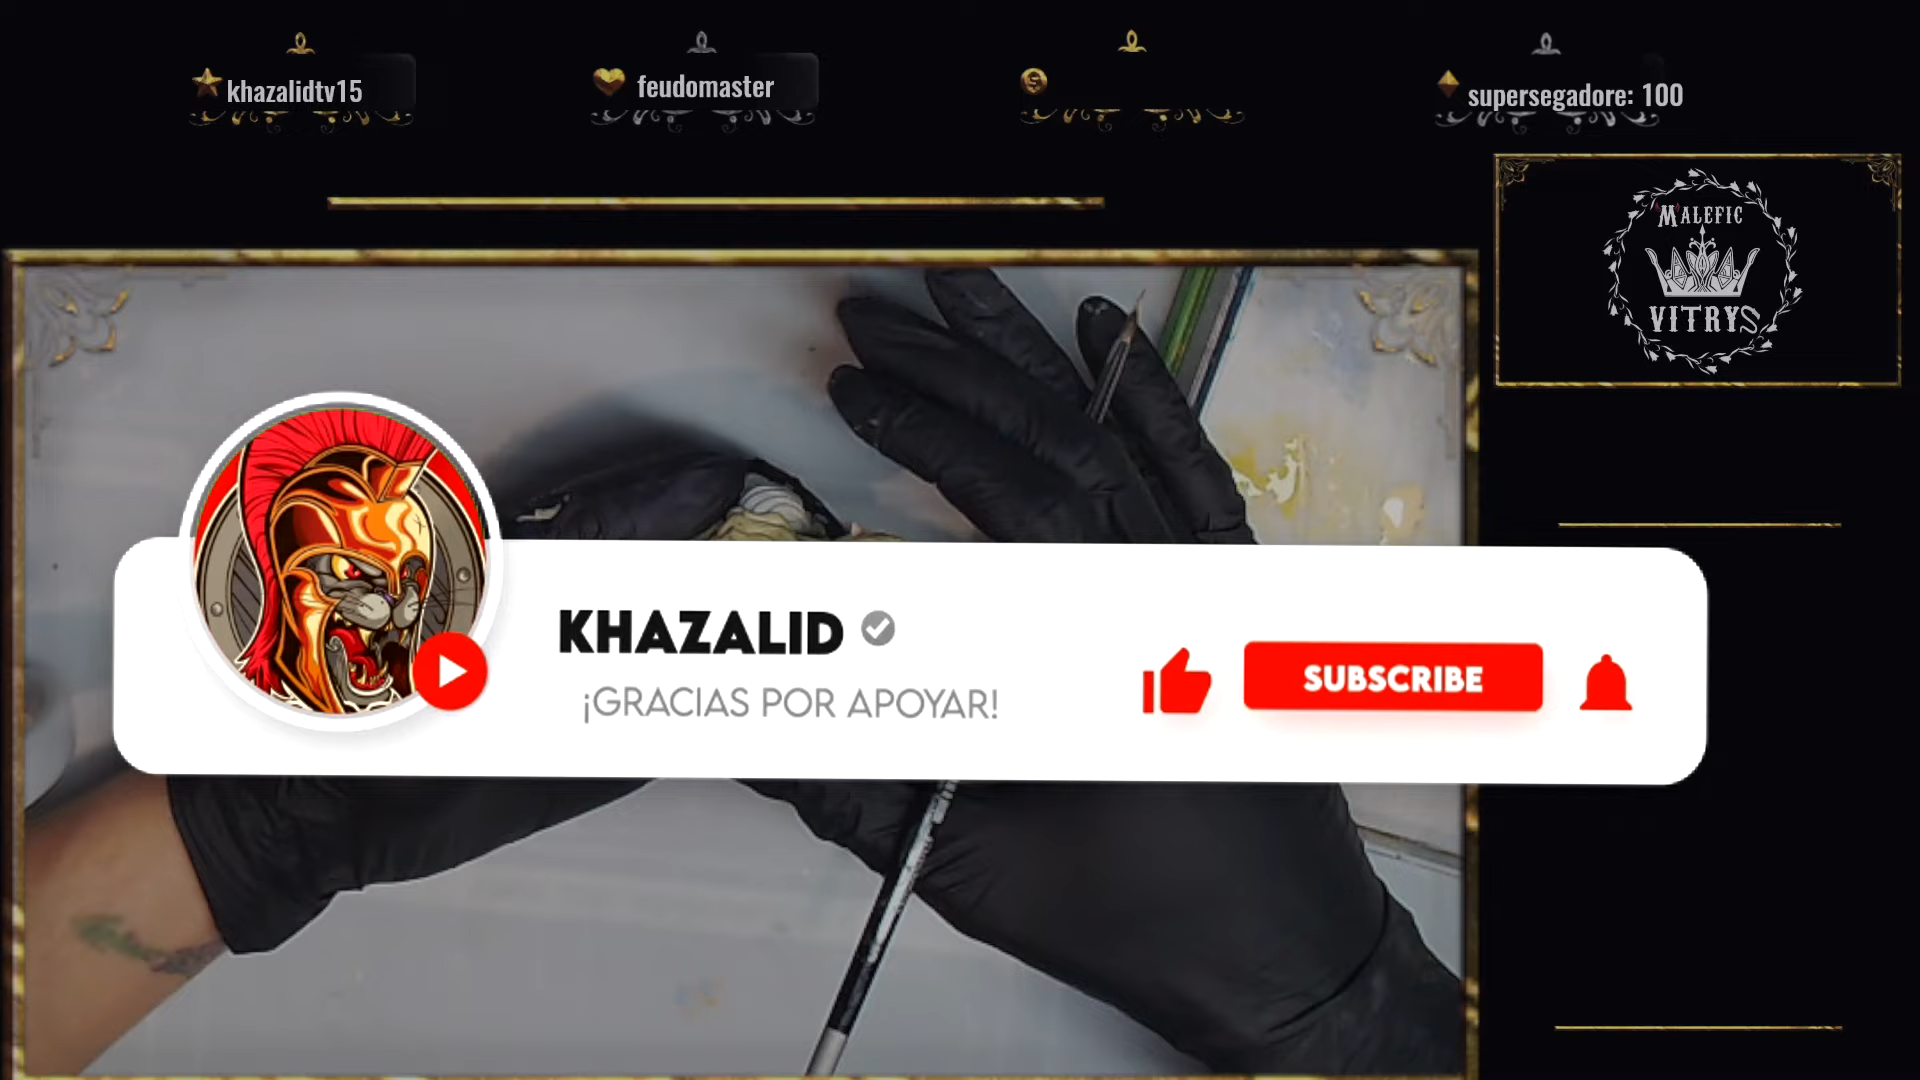 khazalidtv15
feudomaster
supersegadore: 100
MALEFIC
VITRYS
KHAZALID
¡GRACIAS POR APOYAR!
SUBSCRIBE